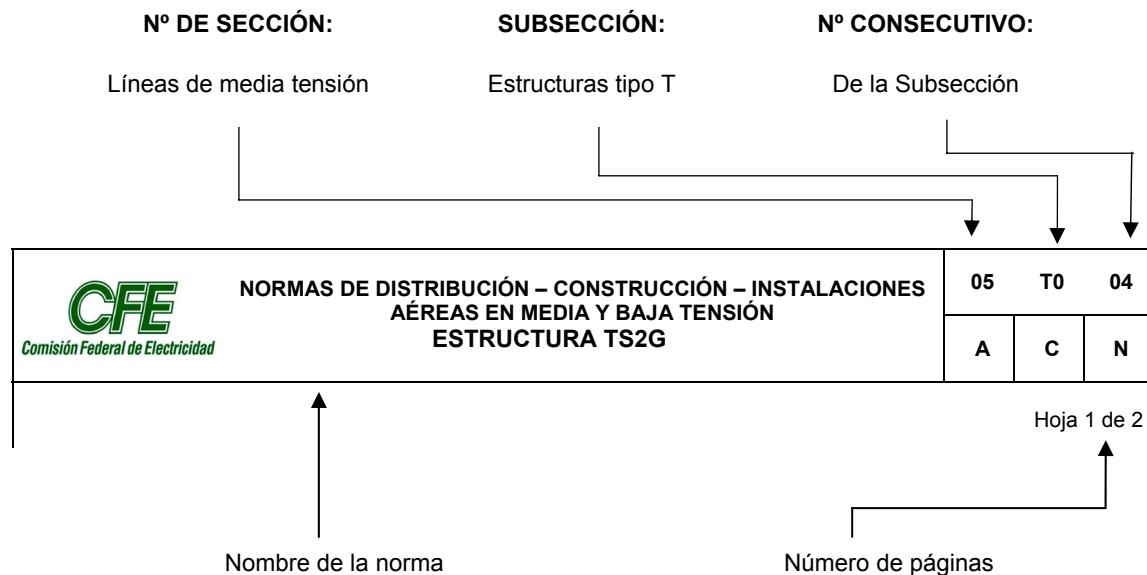 Nº DE SECCIÓN: SUBSECCIÓN: Nº CONSECUTIVO:
Líneas de media tensión Estructuras tipo T De la Subsección
CFE
Comisión Federal de Electricidad
NORMAS DE DISTRIBUCIÓN – CONSTRUCCIÓN – INSTALACIONES
AÉREAS EN MEDIA Y BAJA TENSIÓN
ESTRUCTURA TS2G
05 T0 04
A C N
Hoja 1 de 2
Nombre de la norma Número de páginas